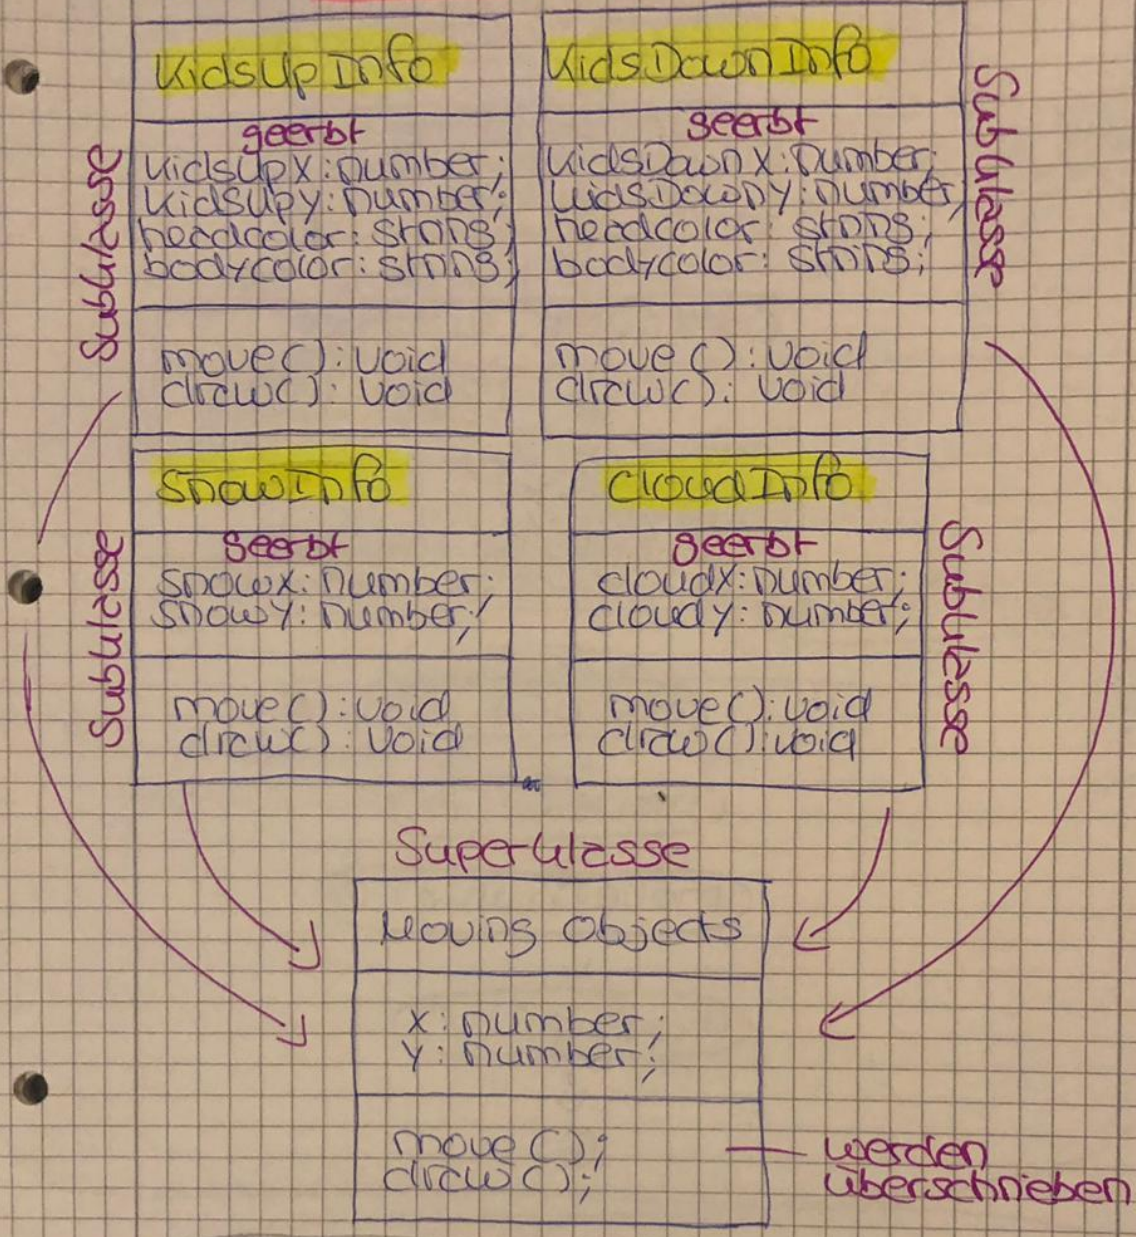 KidsUpInfo
geerbt
KidsUpX: number;
KidsUpY: number;
headcolor: string;
bodycolor: string;
move(): void
draw(): void
Subklasse
KidsDownInfo
geerbt
KidsDownX: number;
KidsDownY: number;
headcolor: string;
bodycolor: string;
move(): void
draw(): void
Subklasse
SnowInfo
geerbt
snowX: number;
snowY: number;
move(): void
draw(): void
Subklasse
CloudInfo
geerbt
cloudX: number;
cloudY: number;
move(): void
draw(): void
Subklasse
Superklasse
Moving Objects
X: number;
Y: number;
move();
draw();
werden
überschrieben